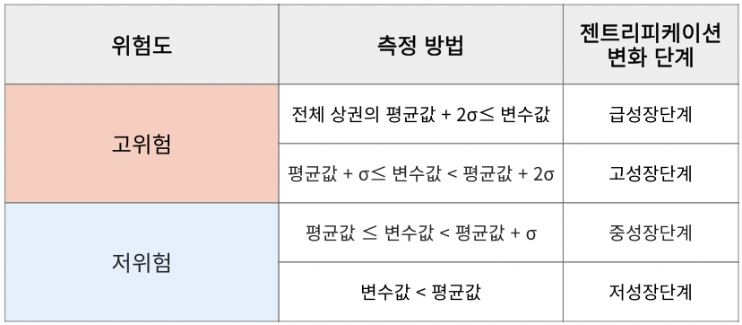 위험도
측정 방법
젠트리피케이션
변화 단계
고위험
전체 상권의 평균값 + 2σ≤ 변수값
급성장단계
평균값 + σ≤ 변수값 < 평균값 + 2σ
고성장단계
저위험
평균값 ≤ 변수값 < 평균값 + σ
중성장단계
변수값 < 평균값
저성장단계